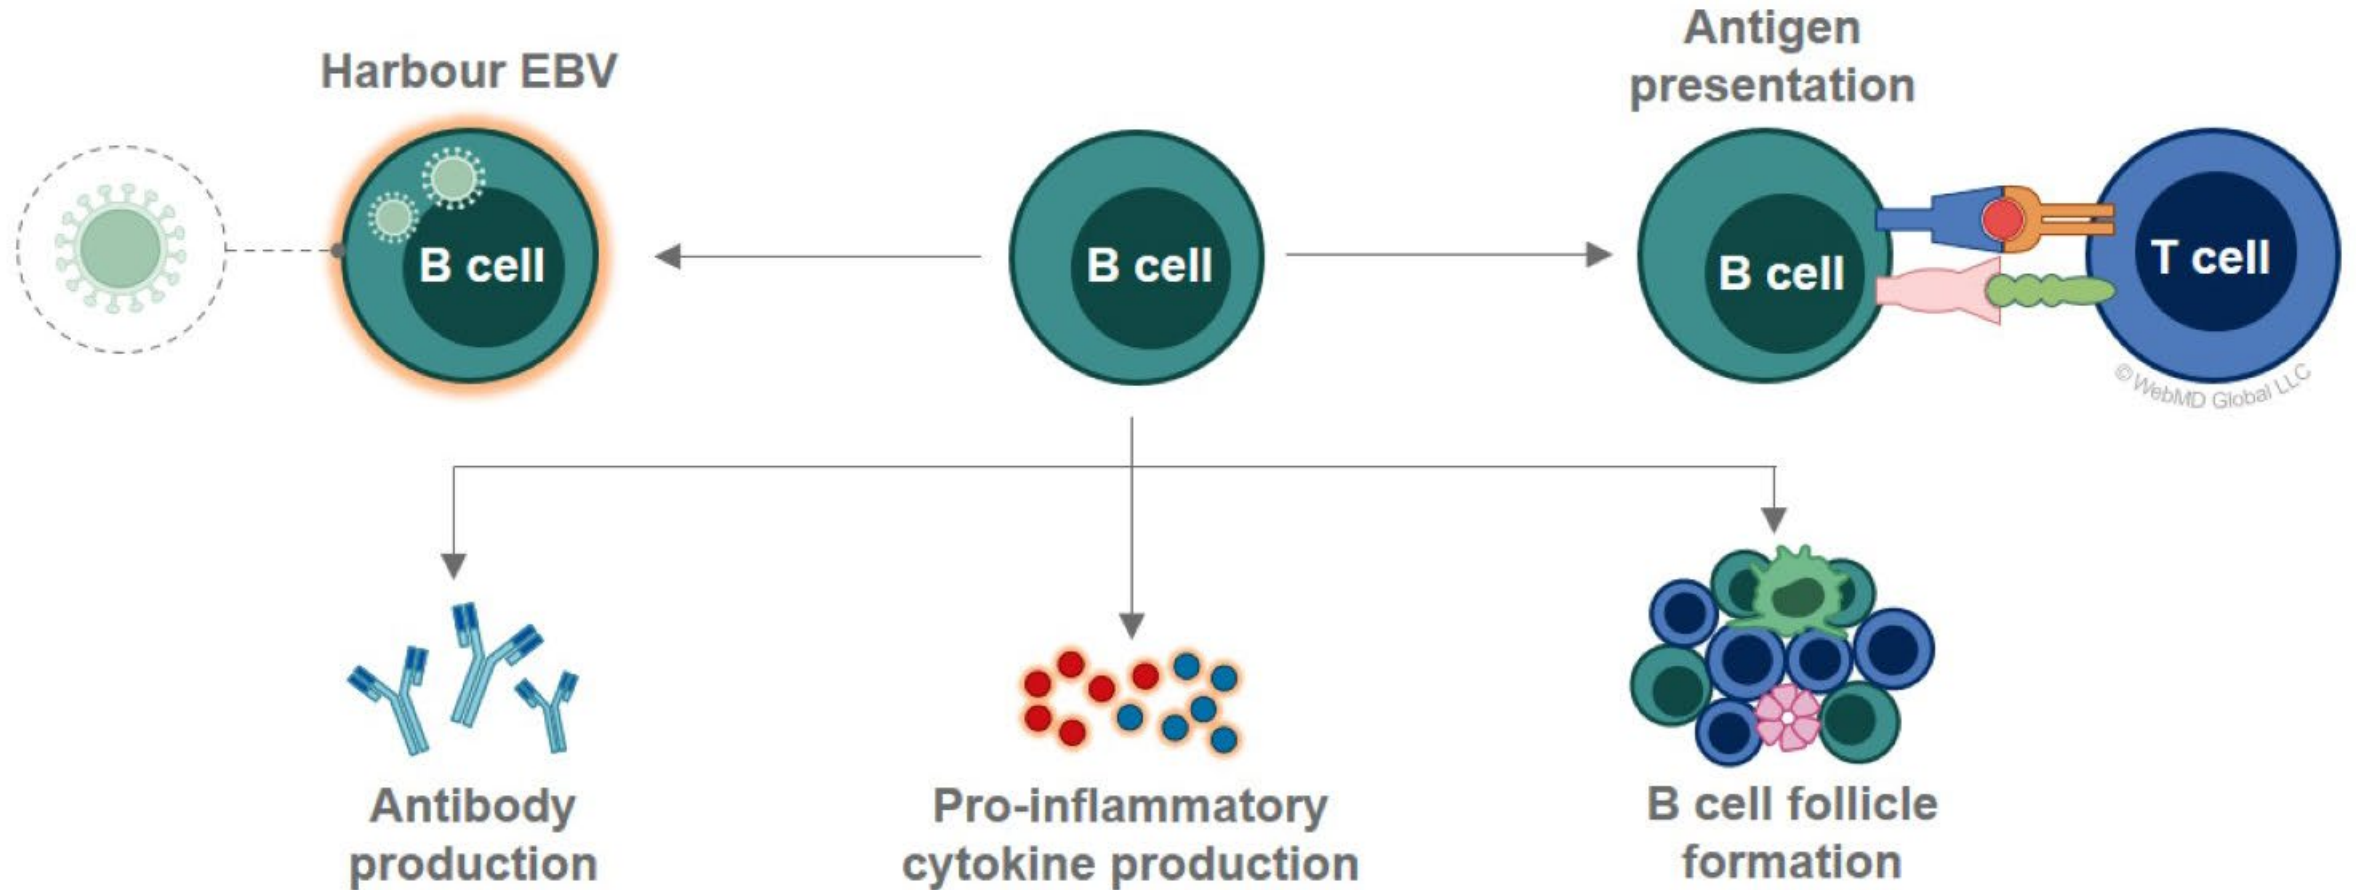 Harbour EBV
Antigen
presentation
B cell
B cell
B cell
T cell
© WebMD Global LLC
Antibody
production
Pro-inflammatory
cytokine production
B cell follicle
formation